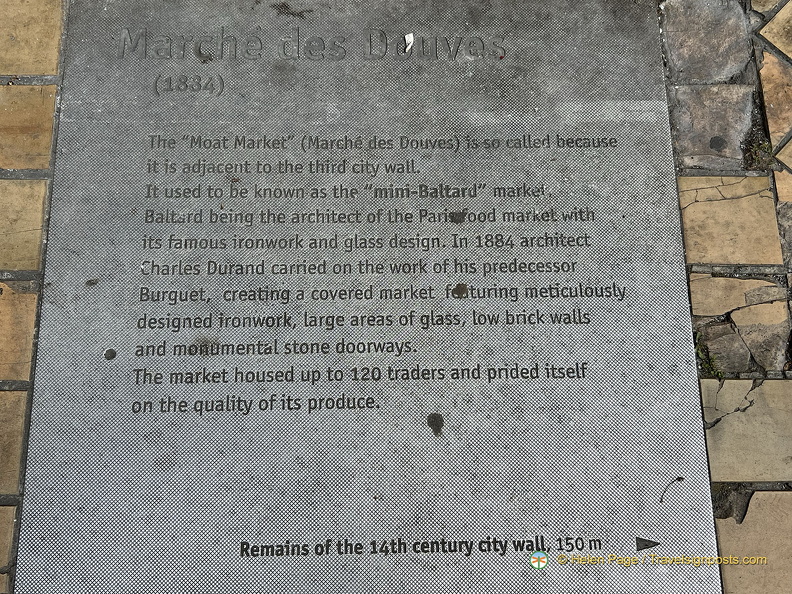 Marché des Douves
(1884)
The "Moat Market" (Marché des Douves) is so called because
it is adjacent to the third city wall.
It used to be known as the "mini-Baltard" market.
Baltard being the architect of the Paris food market with
its famous ironwork and glass design. In 1884 architect
Charles Durand carried on the work of his predecessor
Burguet, creating a covered market featuring meticulously
designed ironwork, large areas of glass, low brick walls
and monumental stone doorways.
The market housed up to 120 traders and prided itself
on the quality of its produce.
Remains of the 14th century city wall, 150 m
© Helen Page / Travelsignposts.com